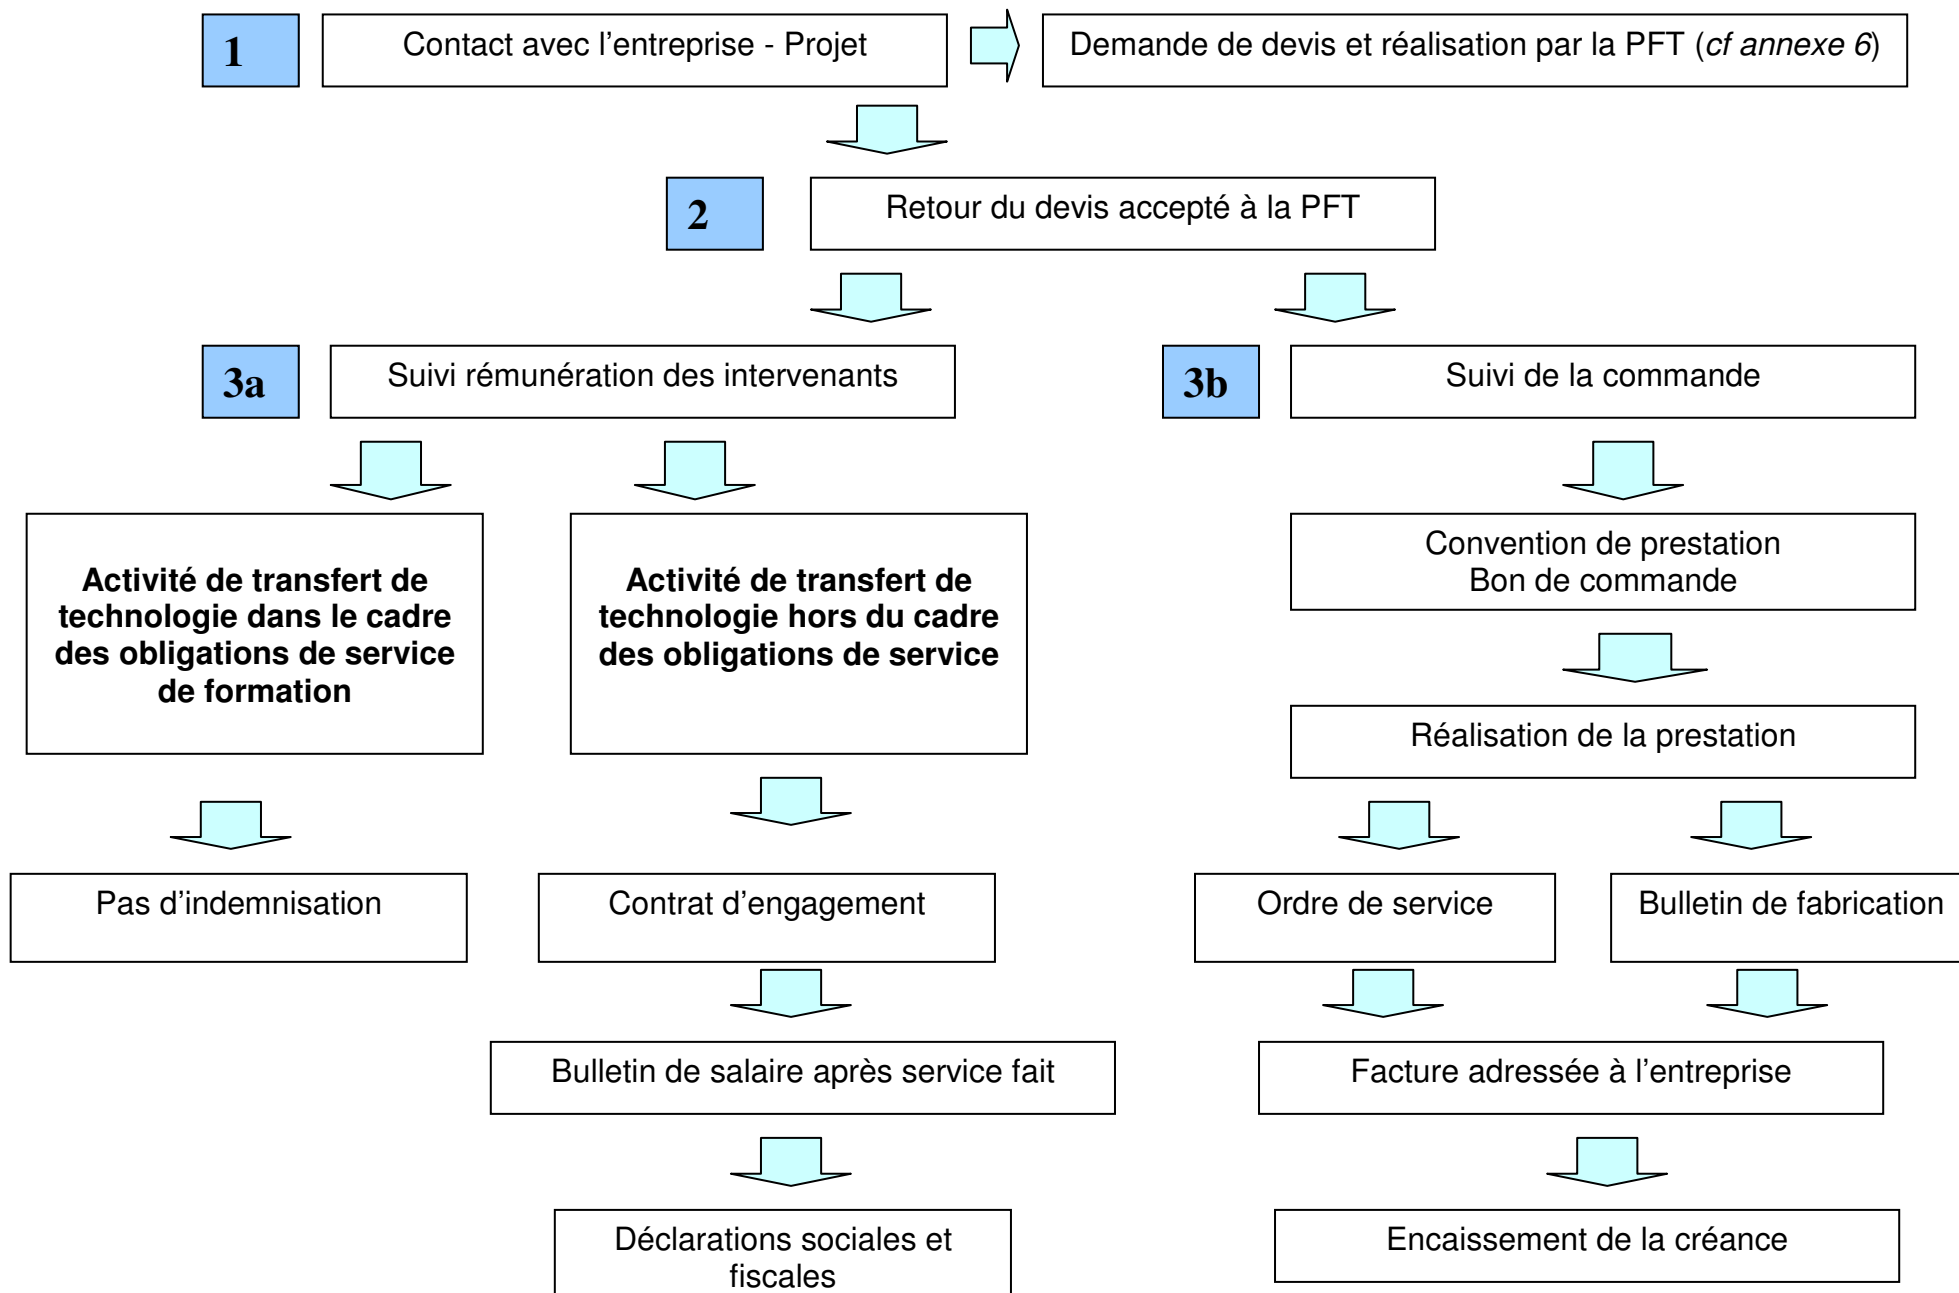 1
Contact avec l’entreprise - Projet
Demande de devis et réalisation par la PFT (cf annexe 6)
2
Retour du devis accepté à la PFT
3a
Suivi rémunération des intervenants
3b
Suivi de la commande
Activité de transfert de
technologie dans le cadre
des obligations de service
de formation
Activité de transfert de
technologie hors du cadre
des obligations de service
Convention de prestation
Bon de commande
Réalisation de la prestation
Pas d’indemnisation
Contrat d’engagement
Ordre de service
Bulletin de fabrication
Bulletin de salaire après service fait
Facture adressée à l’entreprise
Déclarations sociales et
fiscales
Encaissement de la créance